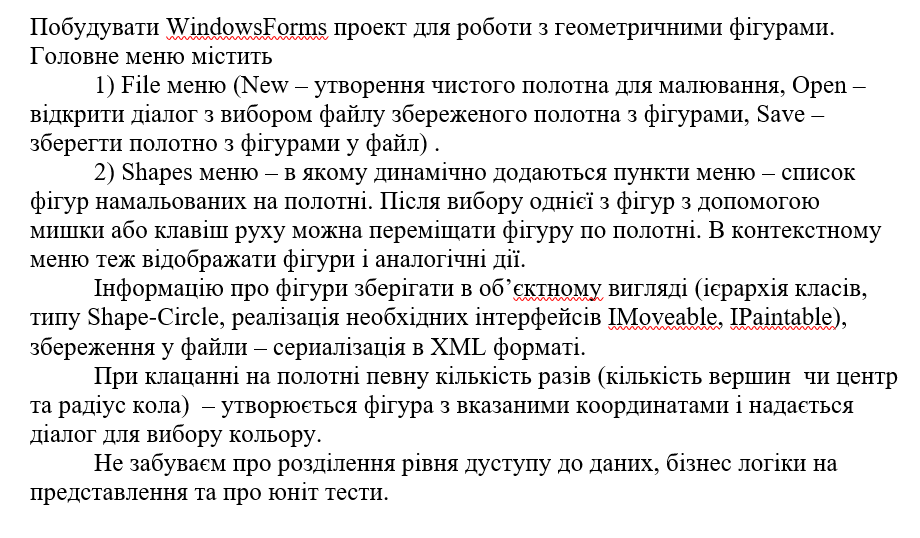 Побудувати WindowsForms проект для роботи з геометричними фігурами.
Головне меню містить
1) File меню (New – утворення чистого полотна для малювання, Open –
відкрити діалог з вибором файлу збереженого полотна з фігурами, Save –
зберегти полотно з фігурами у файл) .
2) Shapes меню – в якому динамічно додаються пункти меню – список
фігур намальованих на полотні. Після вибору однієї з фігур з допомогою
мишки або клавіш руху можна переміщати фігуру по полотні. В контекстному
меню теж відображати фігури і аналогічні дії.
Інформацію про фігури зберігати в об’єктному вигляді (ієрархія класів,
типу Shape-Circle, реалізація необхідних інтерфейсів IMoveable, IPaintable),
збереження у файли – сериалізація в XML форматі.
При клацанні на полотні певну кількість разів (кількість вершин  чи центр
та радіус кола)  – утворюється фігура з вказаними координатами і надається
діалог для вибору кольору.
Не забуваєм про розділення рівня дуступу до даних, бізнес логіки на
представлення та про юніт тести.